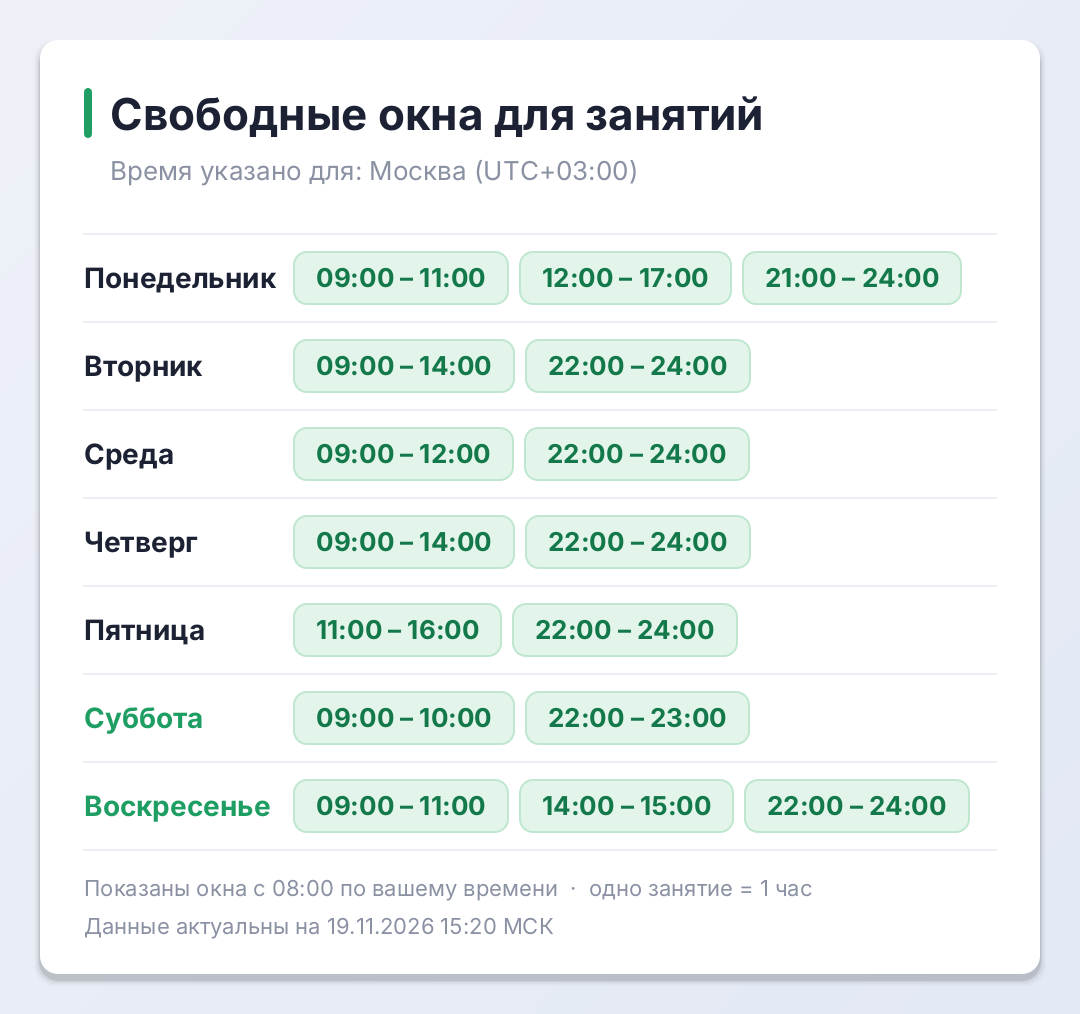 Свободные окна для занятий
Время указано для: Москва (UTC+03:00)
Понедельник 09:00 – 11:00 12:00 – 17:00 21:00 – 24:00
Вторник 09:00 – 14:00 22:00 – 24:00
Среда 09:00 – 12:00 22:00 – 24:00
Четверг 09:00 – 14:00 22:00 – 24:00
Пятница 11:00 – 16:00 22:00 – 24:00
Суббота 09:00 – 10:00 22:00 – 23:00
Воскресенье 09:00 – 11:00 14:00 – 15:00 22:00 – 24:00
Показаны окна с 08:00 по вашему времени · одно занятие = 1 час
Данные актуальны на 19.11.2026 15:20 МСК